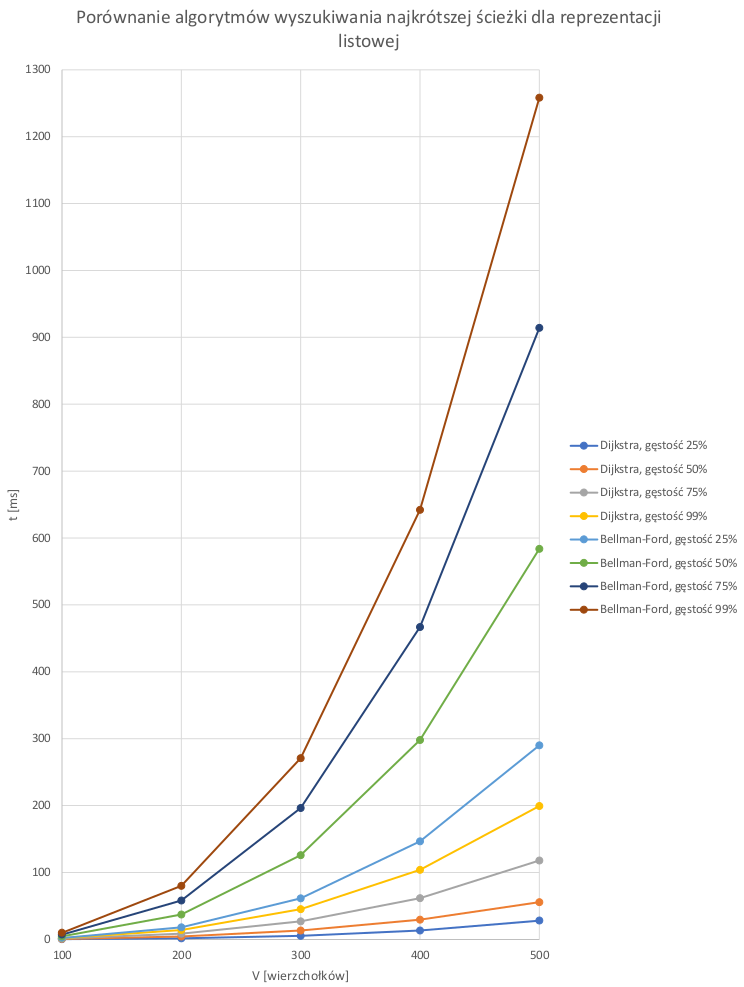 Porównanie algorytmów wyszukiwania najkrótszej ścieżki dla reprezentacji
listowej
1300
1200
1100
1000
900
800
700
600
500
400
300
200
100
0
t [ms]
100 200 300 400 500
V [wierzchołków]
Dijkstra, gęstość 25%
Dijkstra, gęstość 50%
Dijkstra, gęstość 75%
Dijkstra, gęstość 99%
Bellman-Ford, gęstość 25%
Bellman-Ford, gęstość 50%
Bellman-Ford, gęstość 75%
Bellman-Ford, gęstość 99%